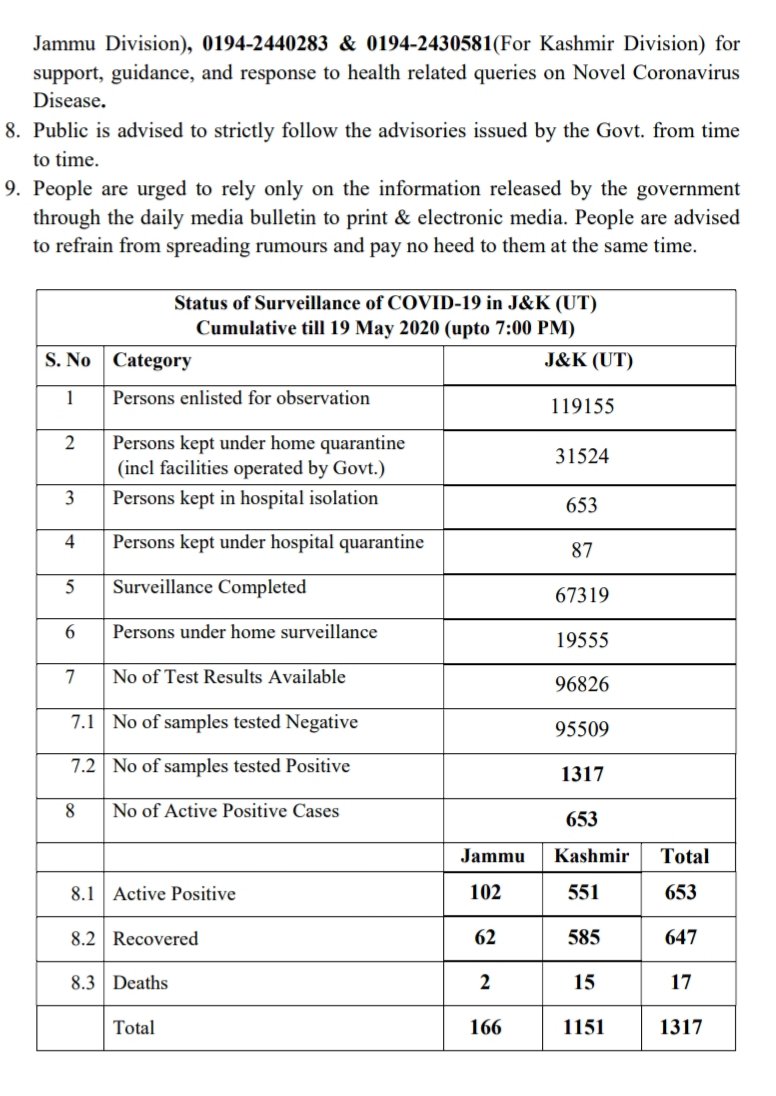 Jammu Division), 0194-2440283 & 0194-2430581(For Kashmir Division) for
support, guidance, and response to health related queries on Novel Coronavirus
Disease.
8. Public is advised to strictly follow the advisories issued by the Govt. from time
to time.
9. People are urged to rely only on the information released by the government
through the daily media bulletin to print & electronic media. People are advised
to refrain from spreading rumours and pay no heed to them at the same time.
Status of Surveillance of COVID-19 in J&K (UT)
Cumulative till 19 May 2020 (upto 7:00 PM)
S. No Category J&K (UT)
1 Persons enlisted for observation 119155
2 Persons kept under home quarantine
(incl facilities operated by Govt.) 31524
3 Persons kept in hospital isolation 653
4 Persons kept under hospital quarantine 87
5 Surveillance Completed 67319
6 Persons under home surveillance 19555
7 No of Test Results Available 96826
7.1 No of samples tested Negative 95509
7.2 No of samples tested Positive 1317
8 No of Active Positive Cases 653
Jammu Kashmir Total
8.1 Active Positive 102 551 653
8.2 Recovered 62 585 647
8.3 Deaths 2 15 17
Total 166 1151 1317